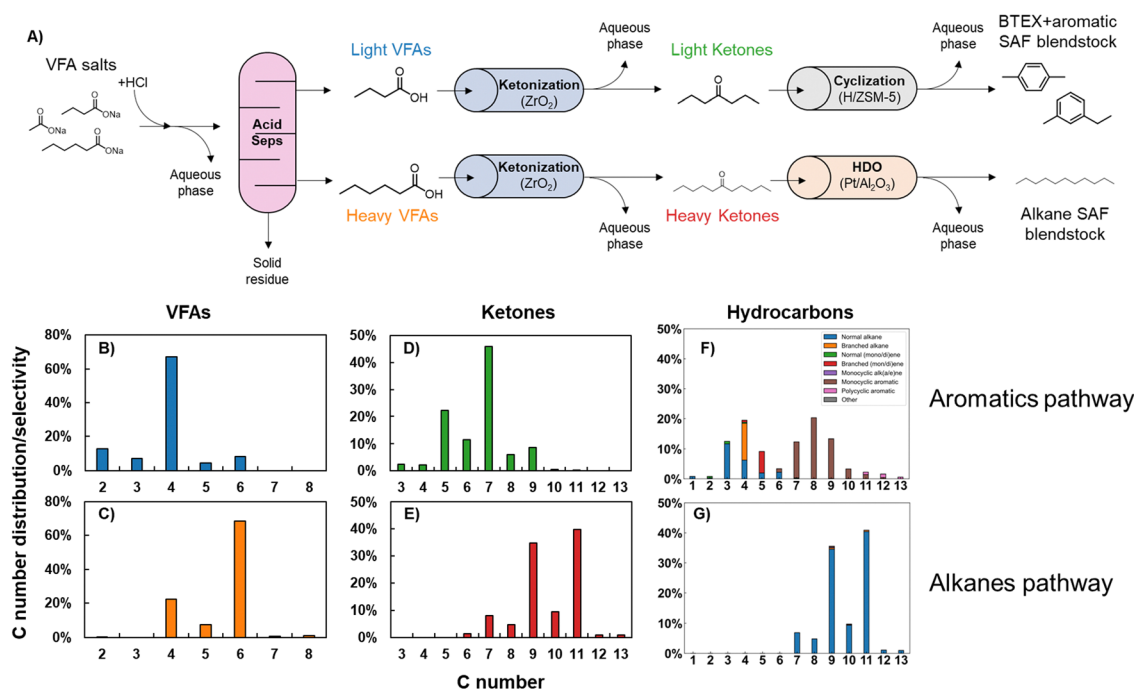 A)
VFA salts
+HCl
O
ONa
O
ONa
O
ONa
Aqueous
phase
Acid
Seps
Solid
residue
Light VFAs
O
OH
Ketonization
(ZrO2)
Aqueous
phase
Light Ketones
O
Cyclization
(H/ZSM-5)
Aqueous
phase
BTEX+aromatic
SAF blendstock
O
OH
Heavy VFAs
Ketonization
(ZrO2)
Aqueous
phase
O
Heavy Ketones
HDO
(Pt/Al2O3)
Aqueous
phase
Alkane SAF
blendstock
VFAs
Ketones
Hydrocarbons
C number distribution/selectivity
B)
80%
60%
40%
20%
0%
2 3 4 5 6 7 8
D)
50%
40%
30%
20%
10%
0%
3 4 5 6 7 8 9 10 11 12 13
F)
50%
40%
30%
20%
10%
0%
1 2 3 4 5 6 7 8 9 10 11 12 13
Normal alkane
Branched alkane
Normal (mono/di)ene
Branched (mon/di)ene
Monocyclic alk(a/e)ne
Monocyclic aromatic
Polycyclic aromatic
Other
Aromatics pathway
C)
80%
60%
40%
20%
0%
2 3 4 5 6 7 8
E)
50%
40%
30%
20%
10%
0%
3 4 5 6 7 8 9 10 11 12 13
G)
50%
40%
30%
20%
10%
0%
1 2 3 4 5 6 7 8 9 10 11 12 13
Alkanes pathway
C number